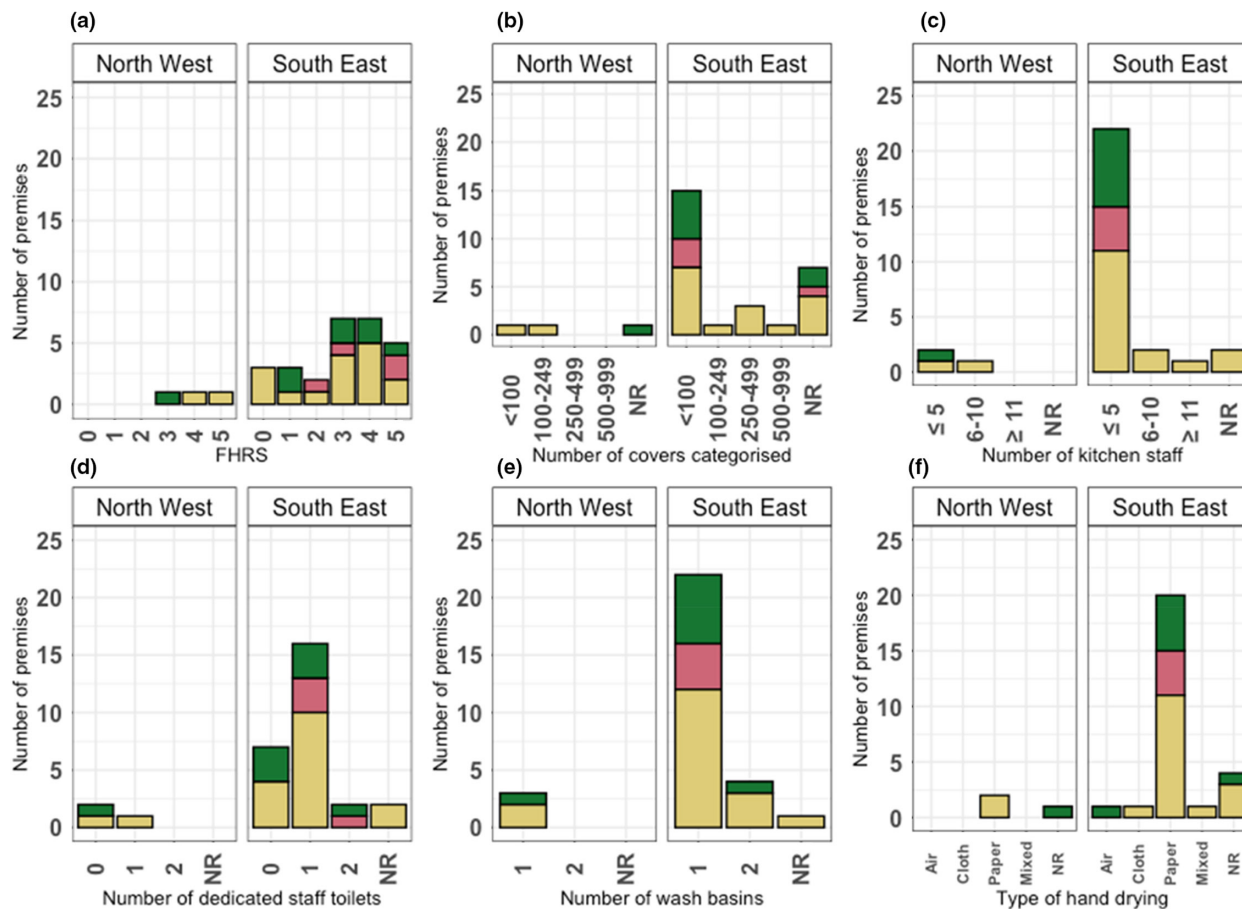 (a)
North West
South East
Number of premises
25
20
15
10
5
0
0
1
2
3
4
5
0
1
2
3
4
5
FHRS
(b)
North West
South East
Number of premises
25
20
15
10
5
0
<100
100-249
250-499
500-999
NR
<100
100-249
250-499
500-999
NR
Number of covers categorised
(c)
North West
South East
Number of premises
25
20
15
10
5
0
≤ 5
6-10
≥ 11
NR
≤ 5
6-10
≥ 11
NR
Number of kitchen staff
(d)
North West
South East
Number of premises
25
20
15
10
5
0
0
1
2
NR
0
1
2
NR
Number of dedicated staff toilets
(e)
North West
South East
Number of premises
25
20
15
10
5
0
1
2
NR
1
2
NR
Number of wash basins
(f)
North West
South East
Number of premises
25
20
15
10
5
0
Air
Cloth
Paper
Mixed
NR
Air
Cloth
Paper
Mixed
NR
Type of hand drying